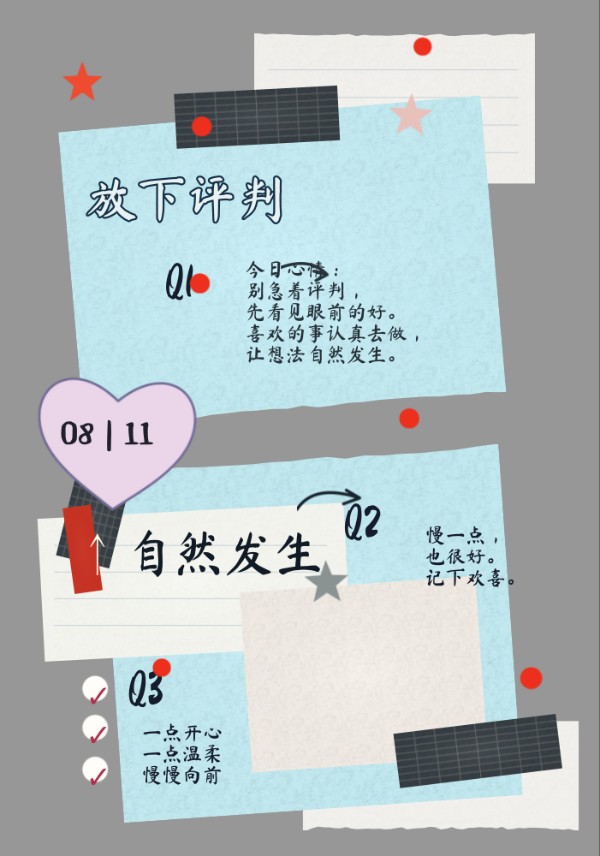 放下评判
Q1
今日心情：
别急着评判，
先看见眼前的好。
喜欢的事认真去做，
让想法自然发生。
08 | 11
自然发生
Q2
慢一点，
也很好。
记下欢喜。
Q3
一点开心
一点温柔
慢慢向前